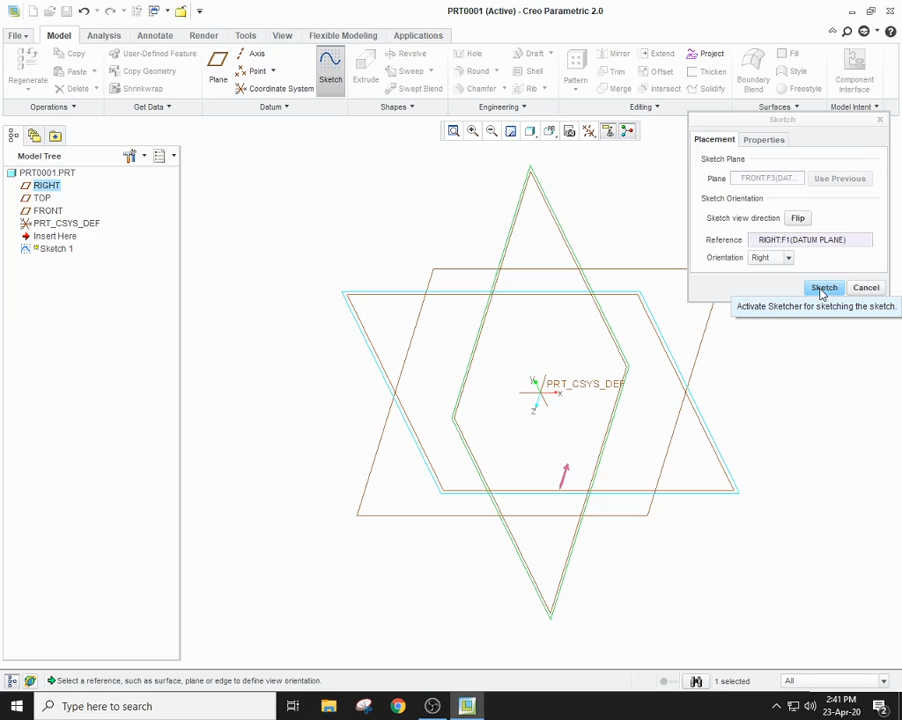 PRT0001 (Active) - Creo Parametric 2.0
File Model Analysis Annotate Render Tools View Flexible Modeling Applications
Regenerate Copy Paste Delete User-Defined Feature Copy Geometry Shrinkwrap Plane Axis Point Coordinate System Sketch Extrude Revolve Sweep Swept Blend Hole Round Chamfer Draft Shell Rib Pattern Mirror Trim Merge Extend Offset Intersect Project Thicken Solidify Boundary Blend Fill Style Freestyle Component Interface
Operations Get Data Datum Shapes Engineering Editing Surfaces Model Intent
Sketch
Placement Properties
Sketch Plane
Plane FRONT:F3(DAT... Use Previous
Sketch Orientation
Sketch view direction Flip
Reference RIGHT:F1(DATUM PLANE)
Orientation Right
Sketch Cancel
Activate Sketcher for sketching the sketch.
Model Tree
PRT0001.PRT
RIGHT
TOP
FRONT
PRT_CSYS_DEF
Insert Here
Sketch 1
PRT_CSYS_DEF
y
x
z
Select a reference, such as surface, plane or edge to define view orientation. 1 selected All
Type here to search
2:41 PM
23-Apr-20
2